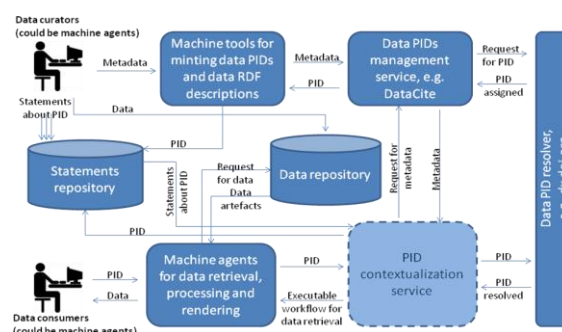 Data curators
(could be machine agents)
Metadata
Machine tools for
minting data PIDs
and data RDF
descriptions
Metadata
PID
Data PIDs
management
service, e.g.
DataCite
Request
for PID
PID
assigned
Data PID resolver,
Statements
about PID
Data
PID
Statements
repository
Statements
about PID
Request
for data
Data
artefacts
Data repository
Request for
metadata
Metadata
PID
Machine agents
for data retrieval,
processing and
rendering
PID
Data
PID
Executable
workflow for
data retrieval
PID
contextualization
service
PID
PID
resolved
Data consumers
(could be machine agents)